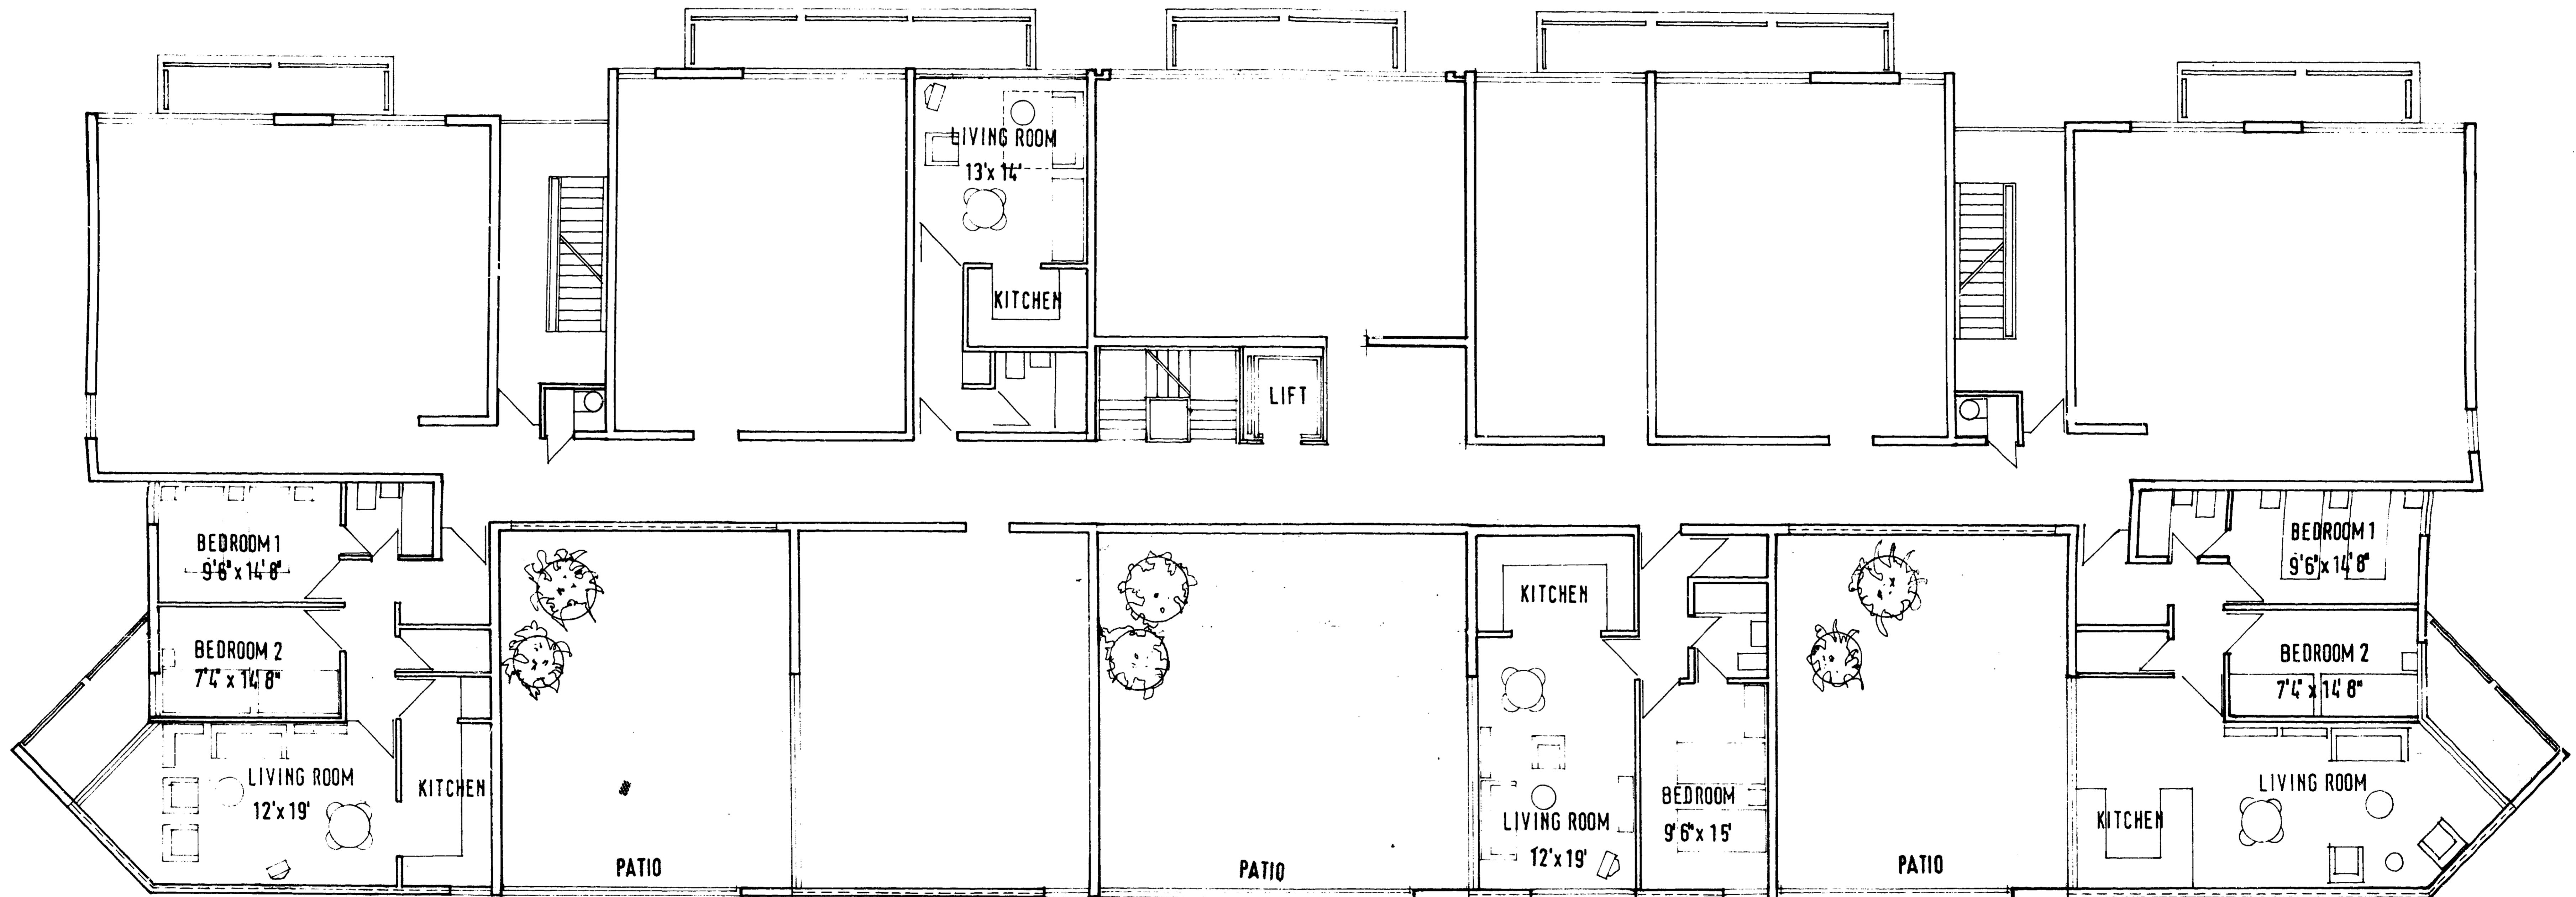 LIVING ROOM
13'x 14'
KITCHEN
LIFT
BEDROOM 1
9'6" x 14'8"
BEDROOM 2
7'4" x 14'8"
LIVING ROOM
12'x 19'
KITCHEN
PATIO
PATIO
KITCHEN
LIVING ROOM
12'x 19'
BEDROOM
9'6" x 15'
PATIO
BEDROOM 1
9'6" x 14'8"
BEDROOM 2
7'4" x 14'8"
LIVING ROOM
KITCHEN